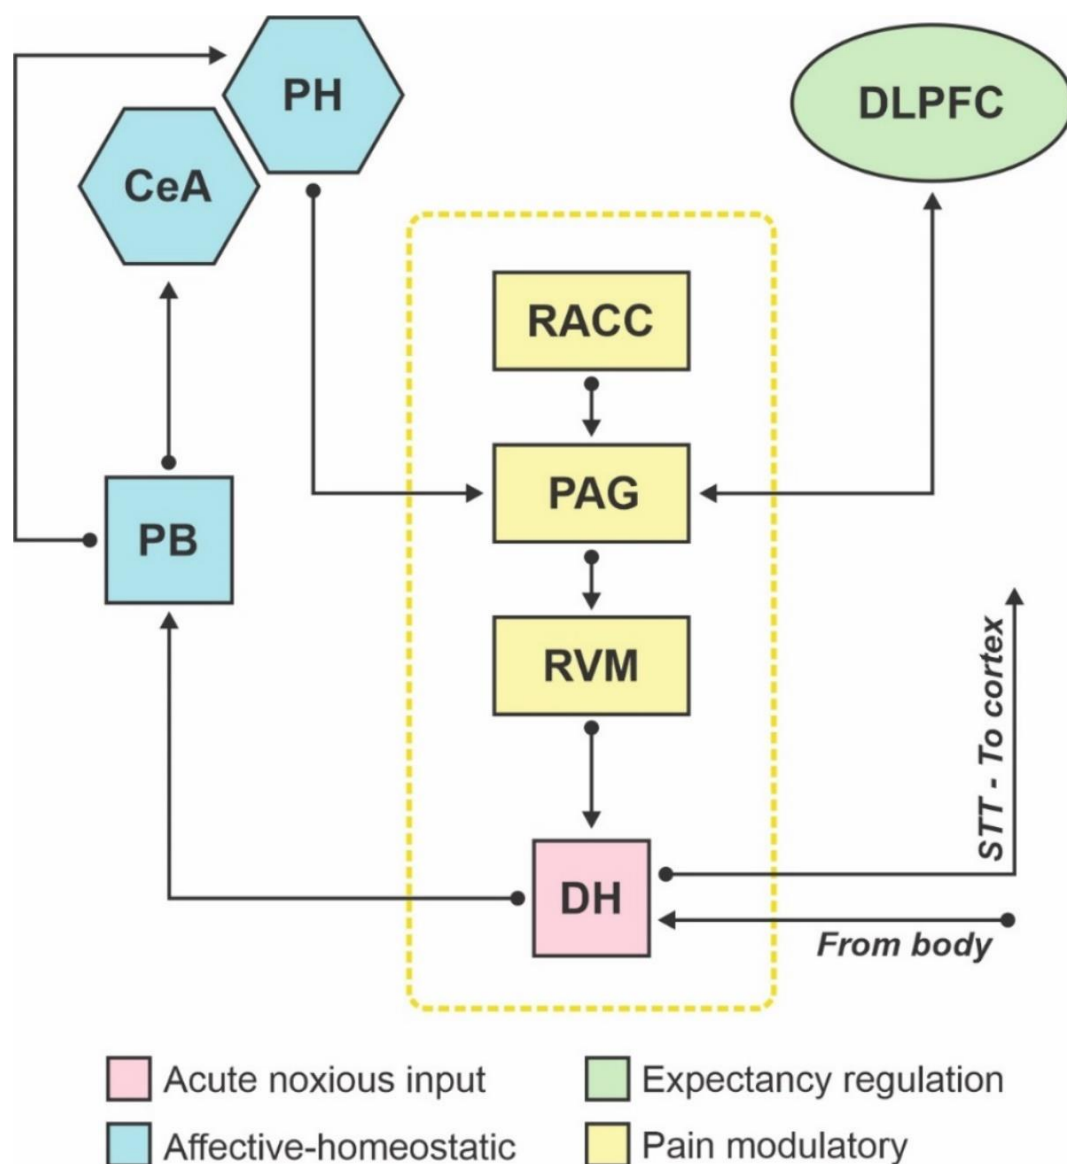 PH
DLPFC
CeA
RACC
PAG
PB
RVM
STT - To cortex
DH
From body
Acute noxious input
Expectancy regulation
Affective-homeostatic
Pain modulatory